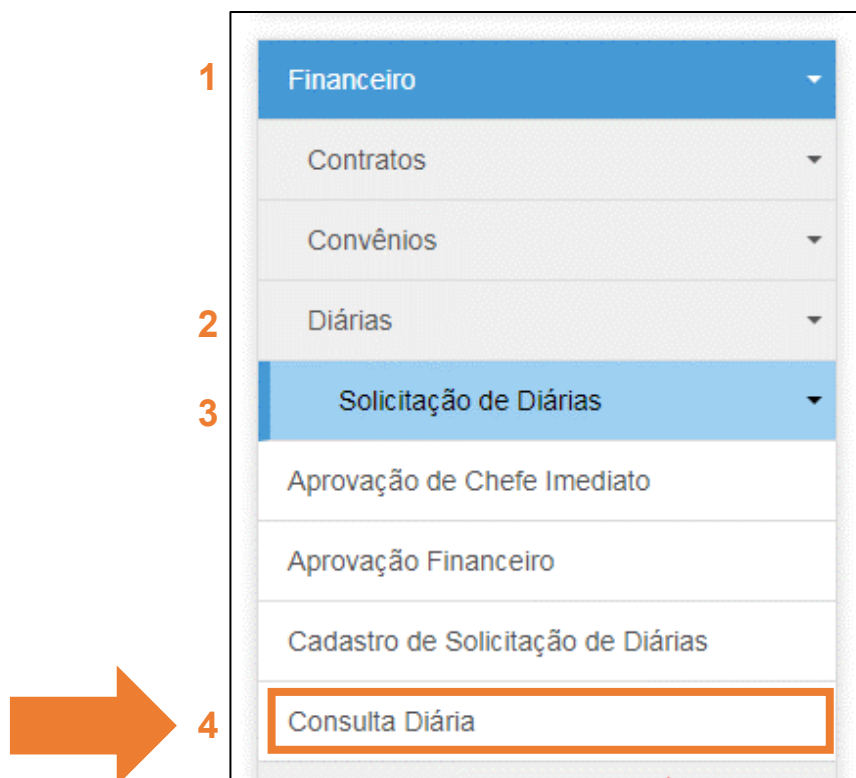 1 Financeiro
Contratos
Convênios
2 Diárias
3 Solicitação de Diárias
Aprovação de Chefe Imediato
Aprovação Financeiro
Cadastro de Solicitação de Diárias
4 Consulta Diária